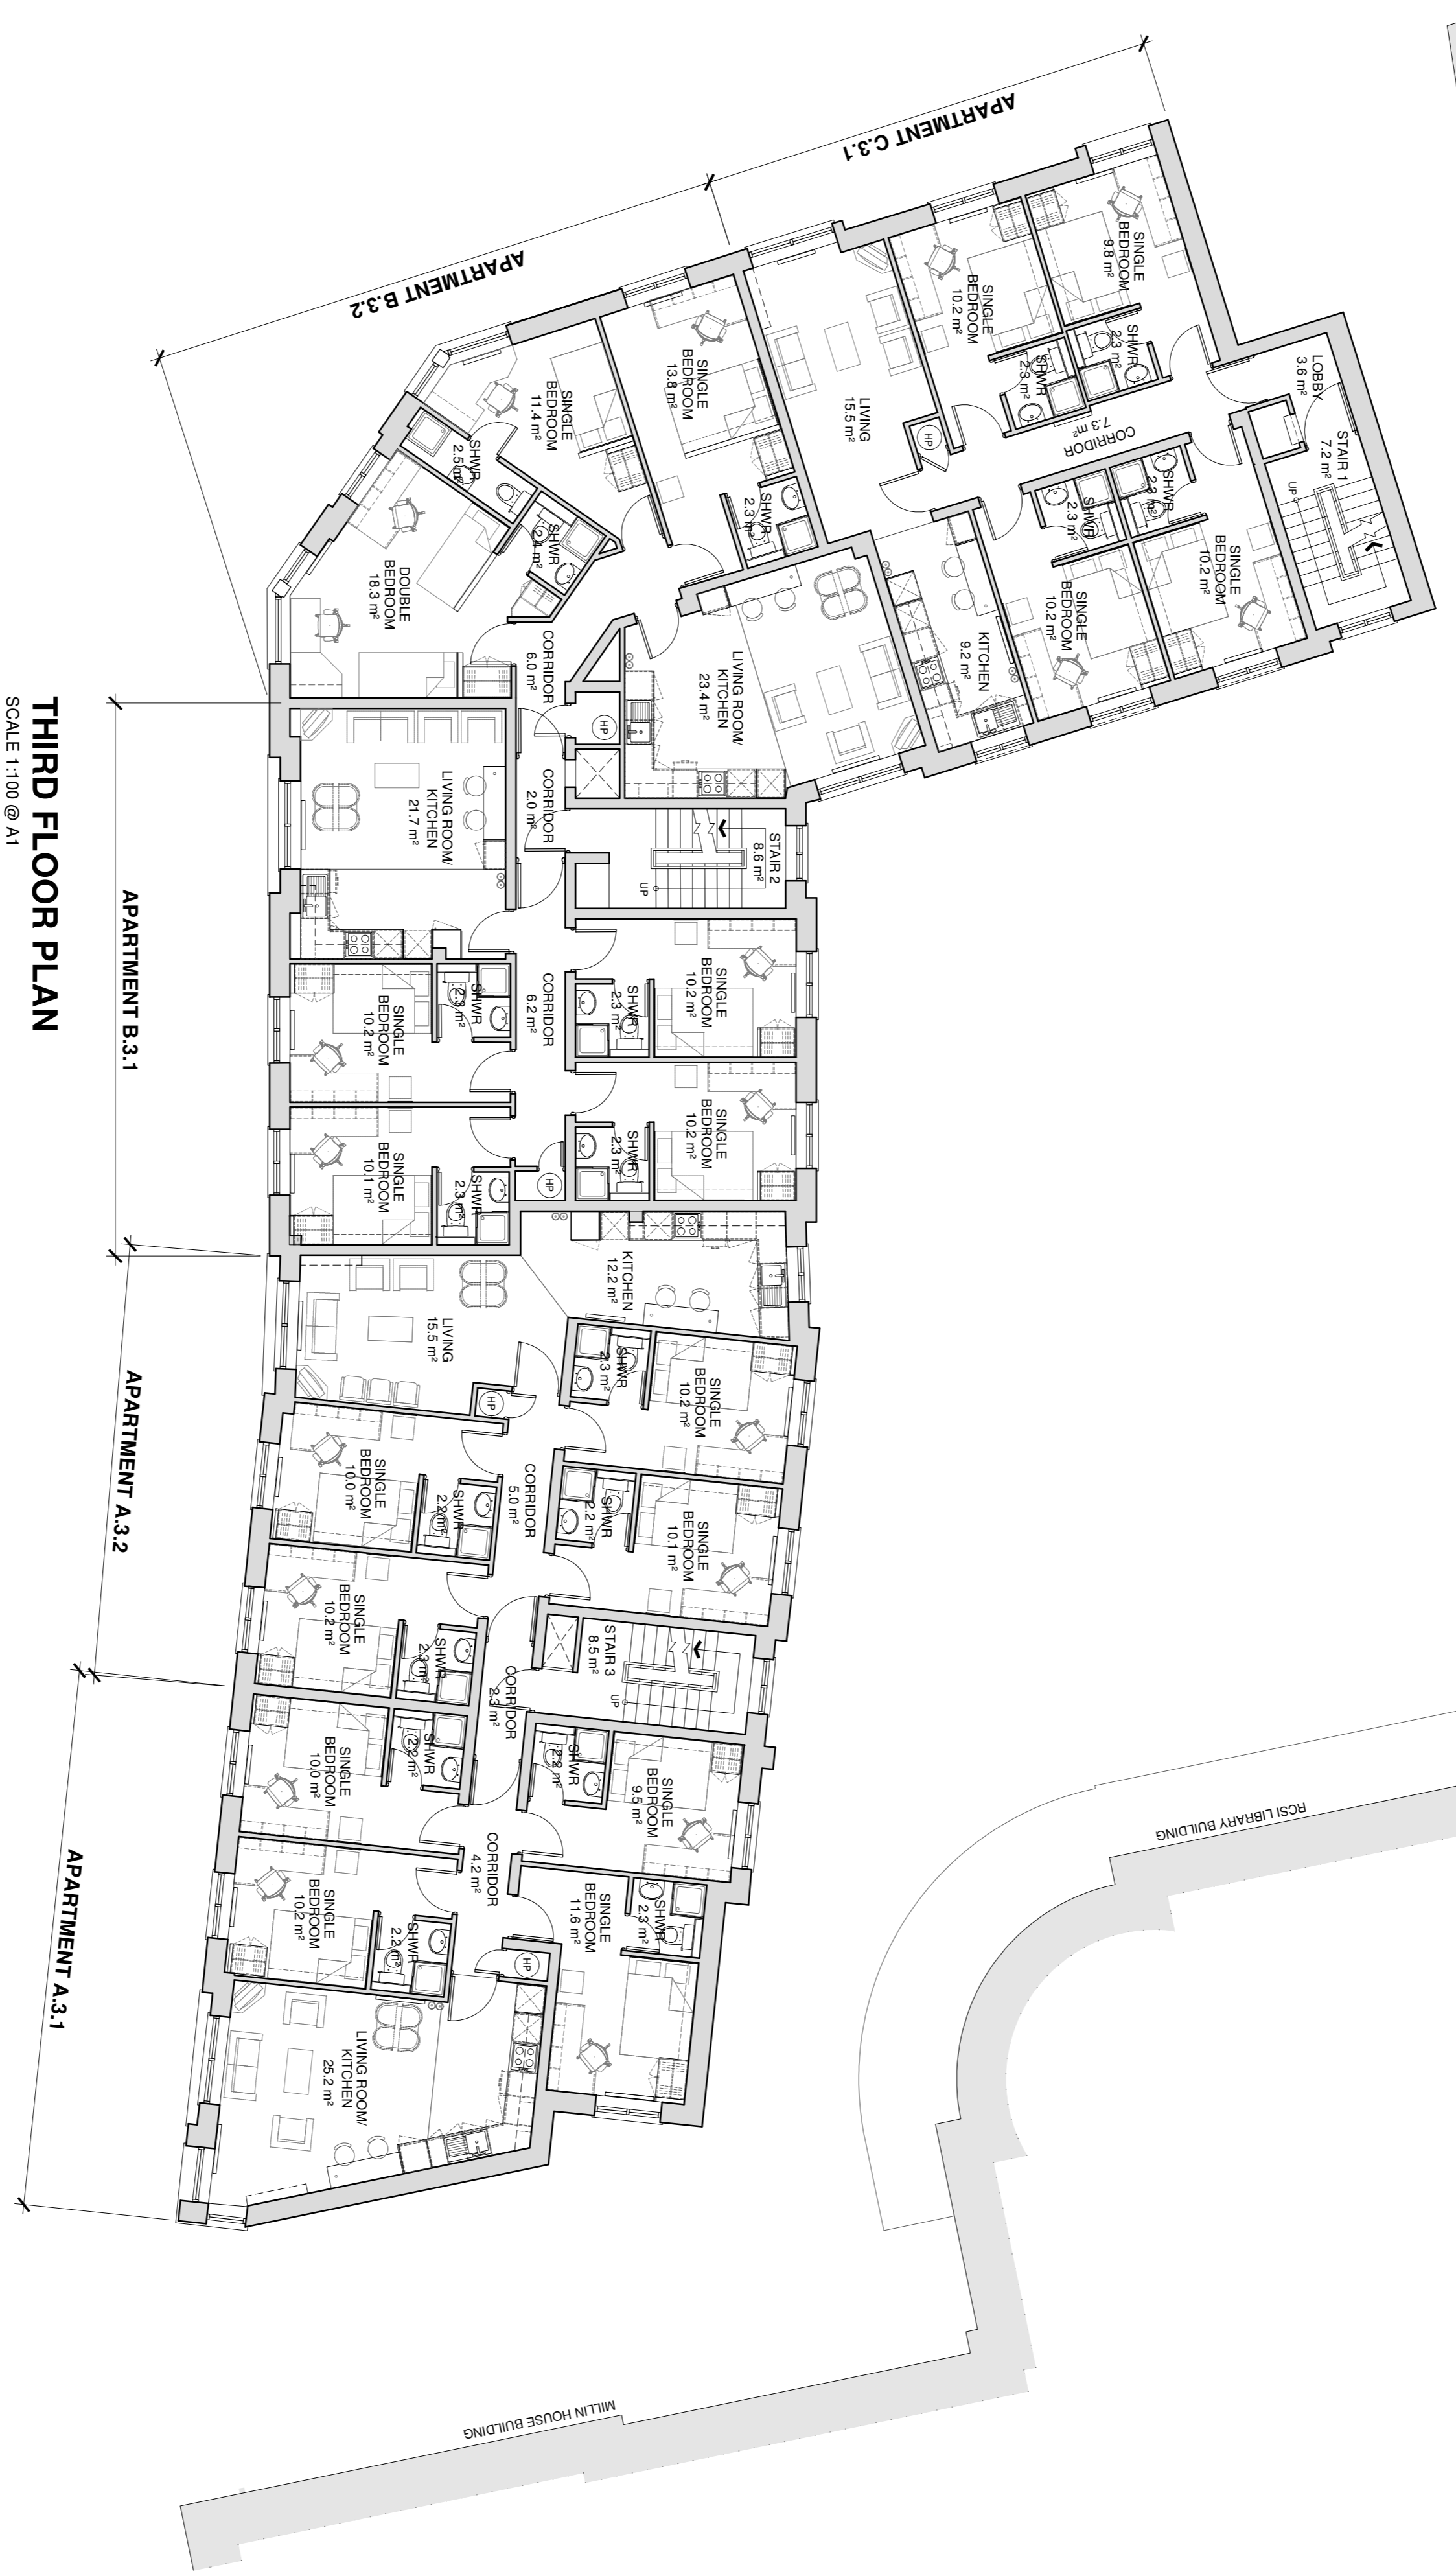 APARTMENT C.3.1
APARTMENT B.3.2
SINGLE
BEDROOM
9.8 m²
SHWR
2.3 m²
SINGLE
BEDROOM
10.2 m²
SHWR
2.3 m²
LOBBY
3.6 m²
STAIR 1
7.2 m²
UP
CORRIDOR
7.3 m²
LIVING
15.5 m²
HP
SHWR
2.3 m²
SHWR
2.3 m²
SINGLE
BEDROOM
10.2 m²
SINGLE
BEDROOM
10.2 m²
KITCHEN
9.2 m²
SINGLE
BEDROOM
13.8 m²
SHWR
2.3 m²
SINGLE
BEDROOM
11.4 m²
SHWR
2.5 m²
SHWR
2.4 m²
DOUBLE
BEDROOM
18.3 m²
CORRIDOR
6.0 m²
LIVING ROOM/
KITCHEN
23.4 m²
HP
LIVING ROOM/
KITCHEN
21.7 m²
CORRIDOR
2.0 m²
STAIR 2
8.6 m²
UP
SINGLE
BEDROOM
10.2 m²
SHWR
2.3 m²
CORRIDOR
6.2 m²
SHWR
2.3 m²
SINGLE
BEDROOM
10.2 m²
SINGLE
BEDROOM
10.2 m²
SHWR
2.3 m²
HP
SHWR
2.3 m²
SINGLE
BEDROOM
10.1 m²
KITCHEN
12.2 m²
LIVING
15.5 m²
HP
SHWR
2.3 m²
SINGLE
BEDROOM
10.2 m²
SINGLE
BEDROOM
10.0 m²
SHWR
2.2 m²
CORRIDOR
5.0 m²
SHWR
2.2 m²
SINGLE
BEDROOM
10.1 m²
SINGLE
BEDROOM
10.2 m²
SHWR
2.3 m²
STAIR 3
8.5 m²
UP
CORRIDOR
2.3 m²
SINGLE
BEDROOM
10.0 m²
SHWR
2.2 m²
SHWR
2.2 m²
SINGLE
BEDROOM
9.5 m²
CORRIDOR
4.2 m²
SINGLE
BEDROOM
10.2 m²
SHWR
2.2 m²
SINGLE
BEDROOM
11.6 m²
SHWR
2.3 m²
HP
LIVING ROOM/
KITCHEN
25.2 m²
APARTMENT B.3.1
APARTMENT A.3.2
APARTMENT A.3.1
RCSI LIBRARY BUILDING
MILLIN HOUSE BUILDING
THIRD FLOOR PLAN
SCALE 1:100 @ A1